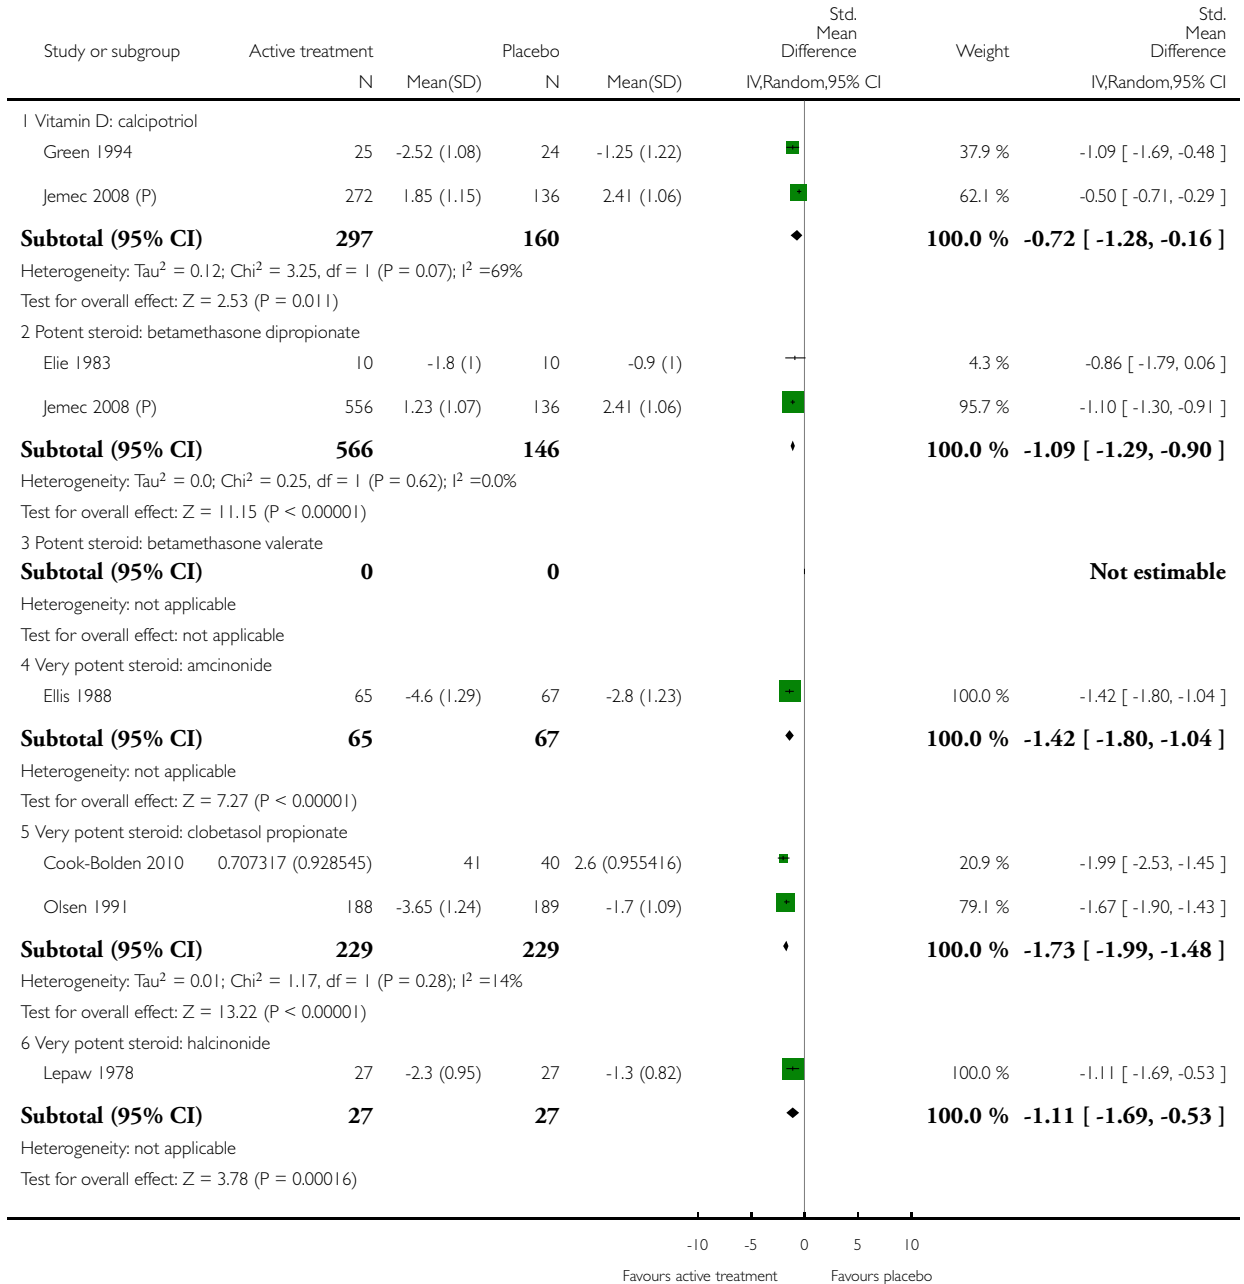 Std. Mean Difference Std. Mean Difference
Study or subgroup Active treatment Placebo Weight
N Mean(SD) N Mean(SD) IV,Random,95% CI IV,Random,95% CI
1 Vitamin D: calcipotriol
Green 1994 25 -2.52 (1.08) 24 -1.25 (1.22) 37.9 % -1.09 [ -1.69, -0.48 ]
Jemec 2008 (P) 272 1.85 (1.15) 136 2.41 (1.06) 62.1 % -0.50 [ -0.71, -0.29 ]
Subtotal (95% CI) 297 160 100.0 % -0.72 [ -1.28, -0.16 ]
Heterogeneity: Tau² = 0.12; Chi² = 3.25, df = 1 (P = 0.07); I² =69%
Test for overall effect: Z = 2.53 (P = 0.011)
2 Potent steroid: betamethasone dipropionate
Elie 1983 10 -1.8 (1) 10 -0.9 (1) 4.3 % -0.86 [ -1.79, 0.06 ]
Jemec 2008 (P) 556 1.23 (1.07) 136 2.41 (1.06) 95.7 % -1.10 [ -1.30, -0.91 ]
Subtotal (95% CI) 566 146 100.0 % -1.09 [ -1.29, -0.90 ]
Heterogeneity: Tau² = 0.0; Chi² = 0.25, df = 1 (P = 0.62); I² =0.0%
Test for overall effect: Z = 11.15 (P < 0.00001)
3 Potent steroid: betamethasone valerate
Subtotal (95% CI) 0 0 Not estimable
Heterogeneity: not applicable
Test for overall effect: not applicable
4 Very potent steroid: amcinonide
Ellis 1988 65 -4.6 (1.29) 67 -2.8 (1.23) 100.0 % -1.42 [ -1.80, -1.04 ]
Subtotal (95% CI) 65 67 100.0 % -1.42 [ -1.80, -1.04 ]
Heterogeneity: not applicable
Test for overall effect: Z = 7.27 (P < 0.00001)
5 Very potent steroid: clobetasol propionate
Cook-Bolden 2010 0.707317 (0.928545) 41 40 2.6 (0.955416) 20.9 % -1.99 [ -2.53, -1.45 ]
Olsen 1991 188 -3.65 (1.24) 189 -1.7 (1.09) 79.1 % -1.67 [ -1.90, -1.43 ]
Subtotal (95% CI) 229 229 100.0 % -1.73 [ -1.99, -1.48 ]
Heterogeneity: Tau² = 0.01; Chi² = 1.17, df = 1 (P = 0.28); I² =14%
Test for overall effect: Z = 13.22 (P < 0.00001)
6 Very potent steroid: halcinonide
Lepaw 1978 27 -2.3 (0.95) 27 -1.3 (0.82) 100.0 % -1.11 [ -1.69, -0.53 ]
Subtotal (95% CI) 27 27 100.0 % -1.11 [ -1.69, -0.53 ]
Heterogeneity: not applicable
Test for overall effect: Z = 3.78 (P = 0.00016)
-10 -5 0 5 10
Favours active treatment Favours placebo